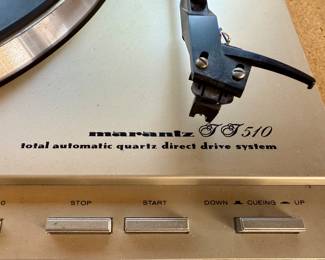 marantz TT510
total automatic quartz direct drive system
STOP START DOWN CUEING UP